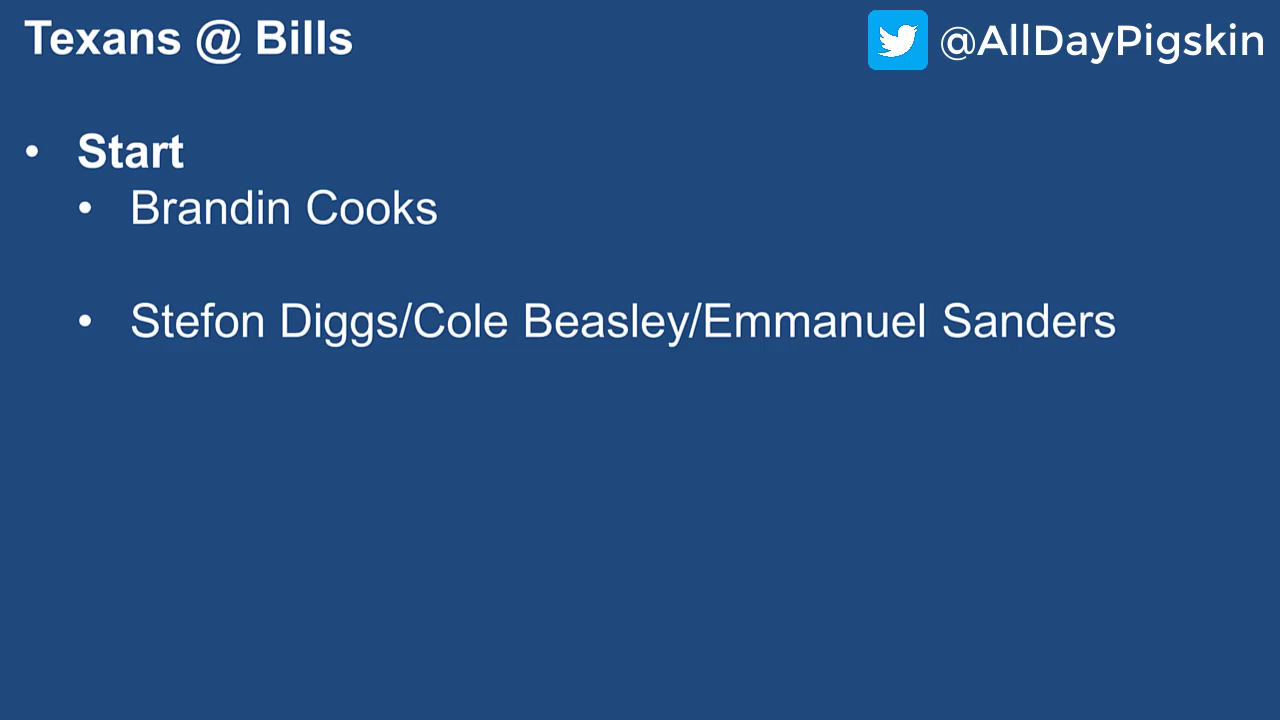 Texans @ Bills
@AllDayPigskin
• Start
• Brandin Cooks
• Stefon Diggs/Cole Beasley/Emmanuel Sanders